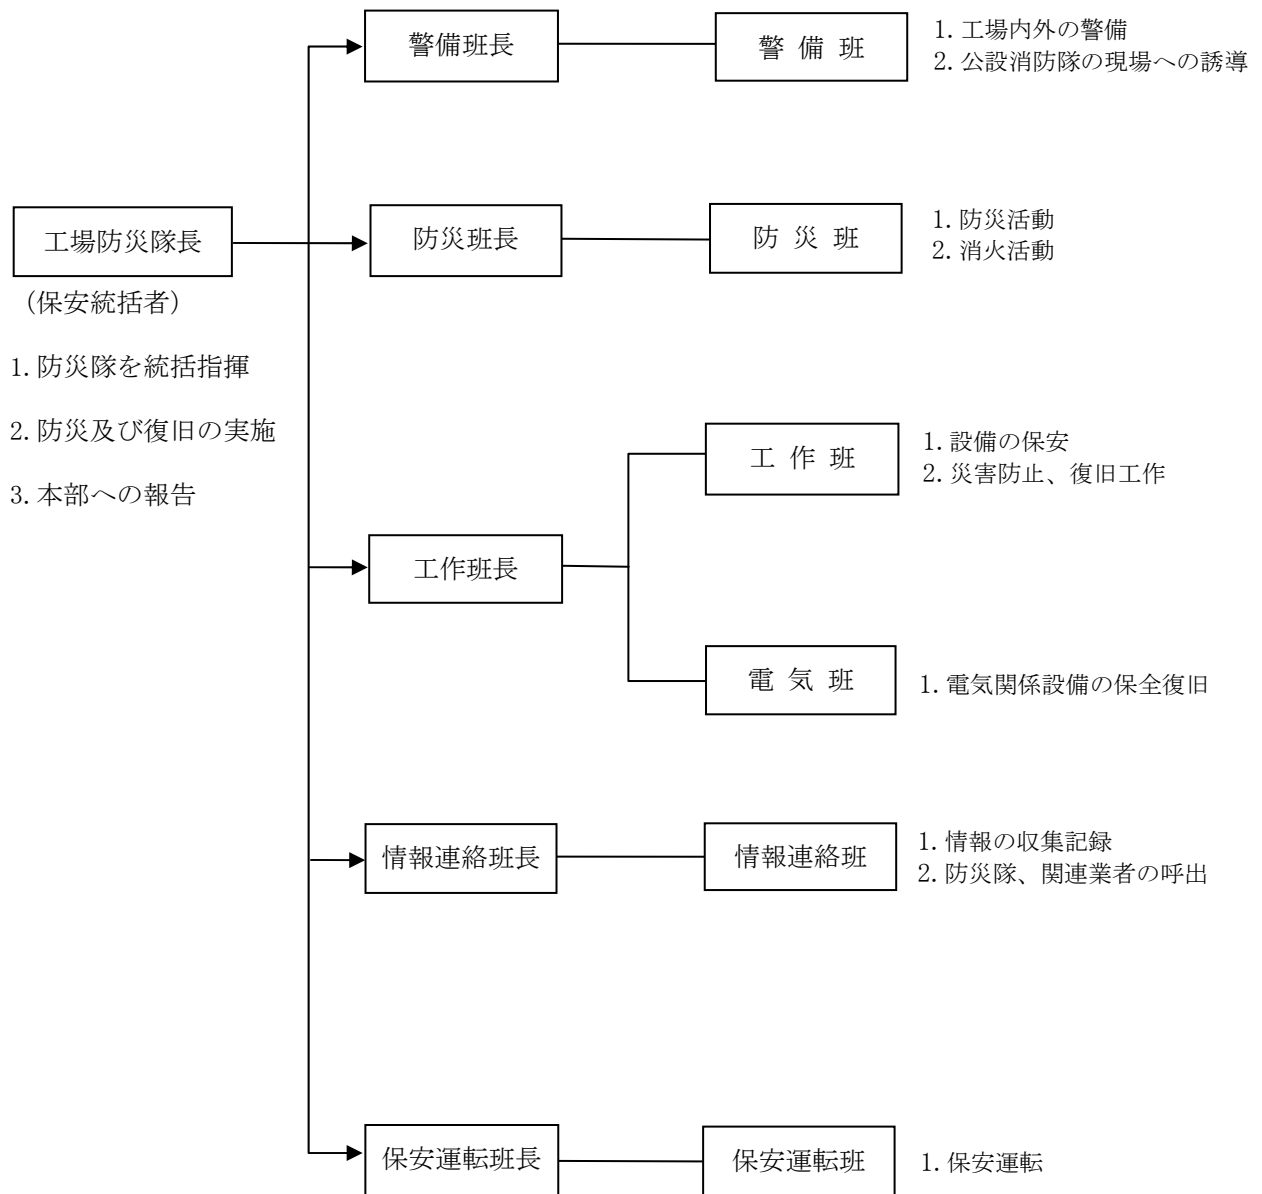 警備班長
警 備 班
1. 工場内外の警備
2. 公設消防隊の現場への誘導
工場防災隊長
(保安統括者)
1. 防災隊を統括指揮
2. 防災及び復旧の実施
3. 本部への報告
防災班長
防 災 班
1. 防災活動
2. 消火活動
工作班長
工 作 班
1. 設備の保安
2. 災害防止、復旧工作
電 気 班
1. 電気関係設備の保全復旧
情報連絡班長
情報連絡班
1. 情報の収集記録
2. 防災隊、関連業者の呼出
保安運転班長
保安運転班
1. 保安運転